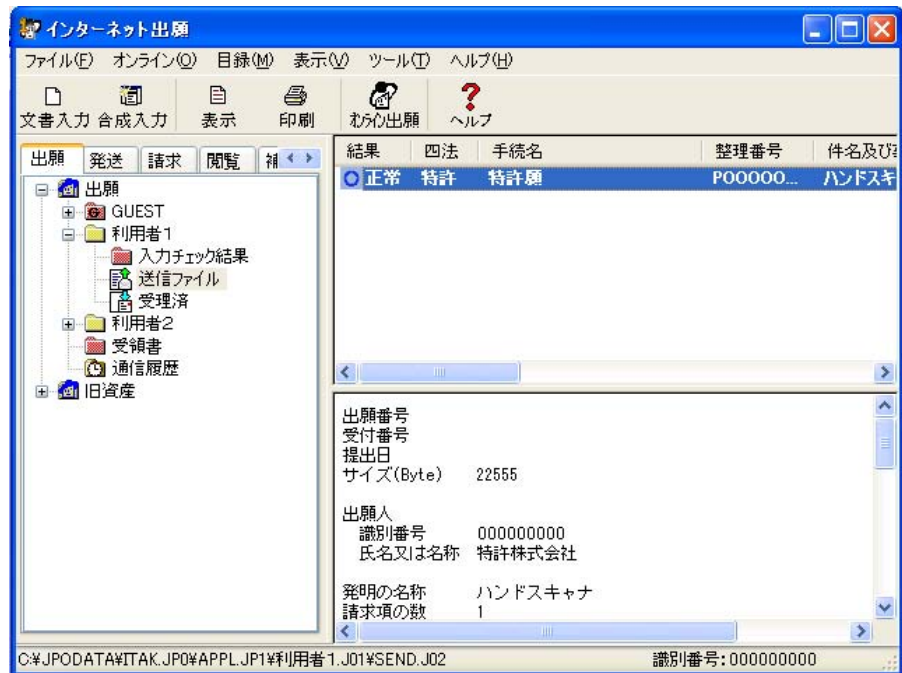 インターネット出願
ファイル(F) オンライン(O) 目録(M) 表示(V) ツール(T) ヘルプ(H)
文書入力 合成入力 表示 印刷 オンライン出願 ヘルプ
出願 発送 請求 閲覧 補
出願
GUEST
利用者1
入力チェック結果
送信ファイル
受理済
利用者2
受領書
通信履歴
旧資産
結果 四法 手続名 整理番号 件名及び
正常 特許 特許願 P00000... ハンドスキ
出願番号
受付番号
提出日
サイズ(Byte) 22555
出願人
識別番号 000000000
氏名又は名称 特許株式会社
発明の名称 ハンドスキャナ
請求項の数 1
C:¥JPODATA¥ITAK.JP0¥APPL.JP1¥利用者1.J01¥SEND.J02 識別番号:000000000